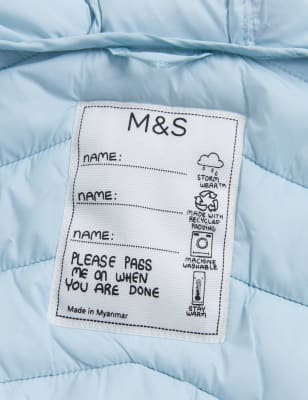 M&S
NAME:
STORM
WEAR™
NAME:
MADE WITH
RECYCLED
PADDING
NAME:
MACHINE
WASHABLE
PLEASE PASS
ME ON WHEN
YOU ARE DONE
STAY
WARM
Made in Myanmar